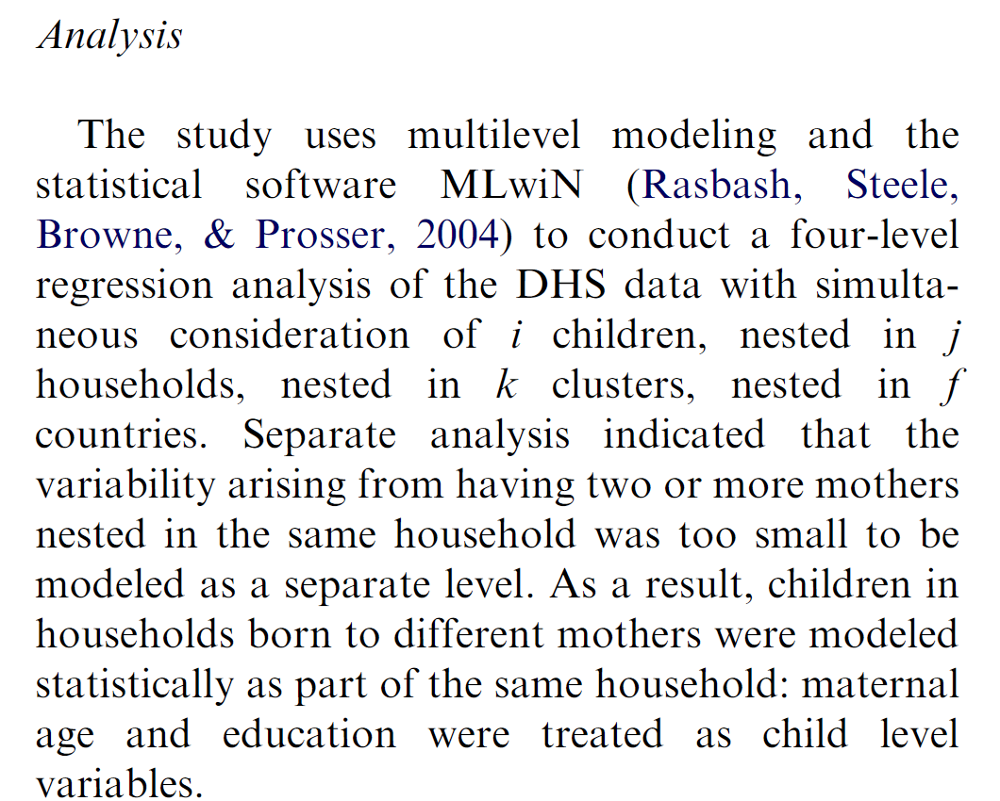 Analysis
The study uses multilevel modeling and the
statistical software MLwiN (Rasbash, Steele,
Browne, & Prosser, 2004) to conduct a four-level
regression analysis of the DHS data with simulta-
neous consideration of i children, nested in j
households, nested in k clusters, nested in f
countries. Separate analysis indicated that the
variability arising from having two or more mothers
nested in the same household was too small to be
modeled as a separate level. As a result, children in
households born to different mothers were modeled
statistically as part of the same household: maternal
age and education were treated as child level
variables.